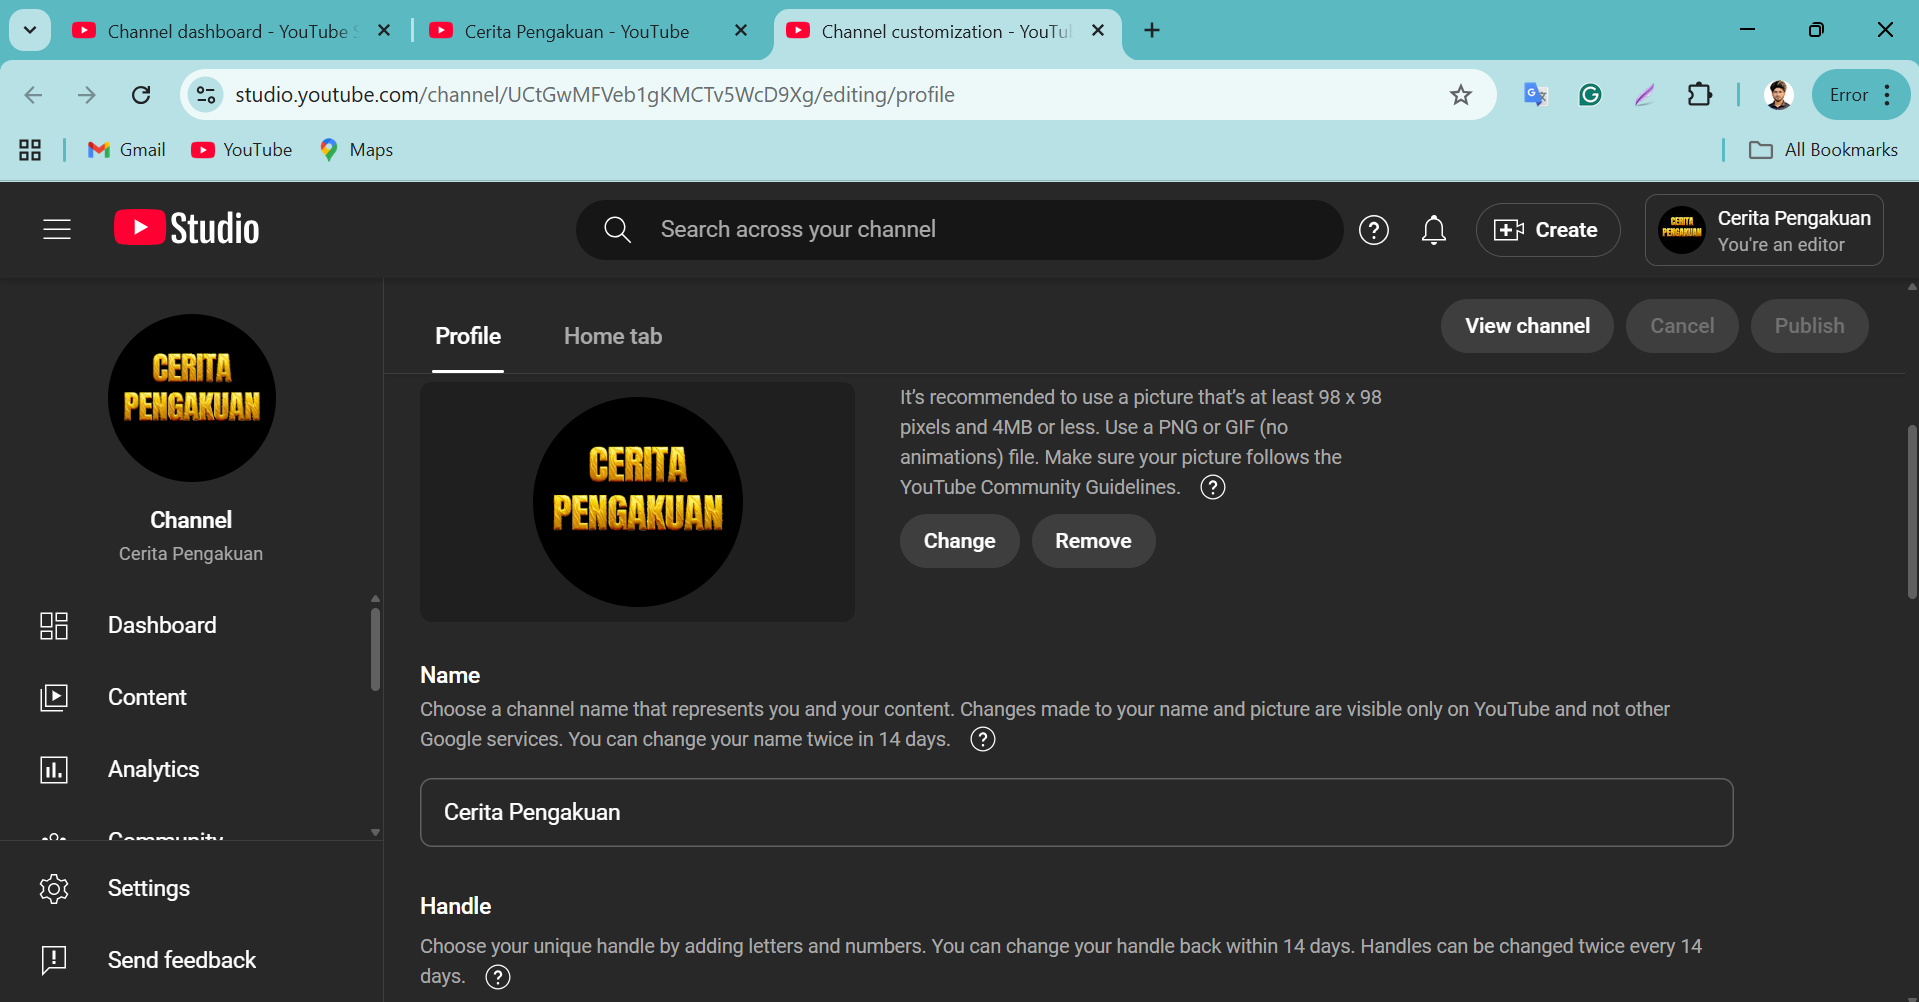 Channel dashboard - YouTube S
Cerita Pengakuan - YouTube
Channel customization - YouTu
studio.youtube.com/channel/UCtGwMFVeb1gKMCTv5WcD9Xg/editing/profile
Error
Gmail
YouTube
Maps
All Bookmarks
Studio
Search across your channel
Create
CERITA
PENGAKUAN
Cerita Pengakuan
You're an editor
CERITA
PENGAKUAN
Channel
Cerita Pengakuan
Dashboard
Content
Analytics
Community
Settings
Send feedback
Profile
Home tab
View channel
Cancel
Publish
CERITA
PENGAKUAN
It's recommended to use a picture that's at least 98 x 98
pixels and 4MB or less. Use a PNG or GIF (no
animations) file. Make sure your picture follows the
YouTube Community Guidelines.
Change
Remove
Name
Choose a channel name that represents you and your content. Changes made to your name and picture are visible only on YouTube and not other
Google services. You can change your name twice in 14 days.
Cerita Pengakuan
Handle
Choose your unique handle by adding letters and numbers. You can change your handle back within 14 days. Handles can be changed twice every 14
days.